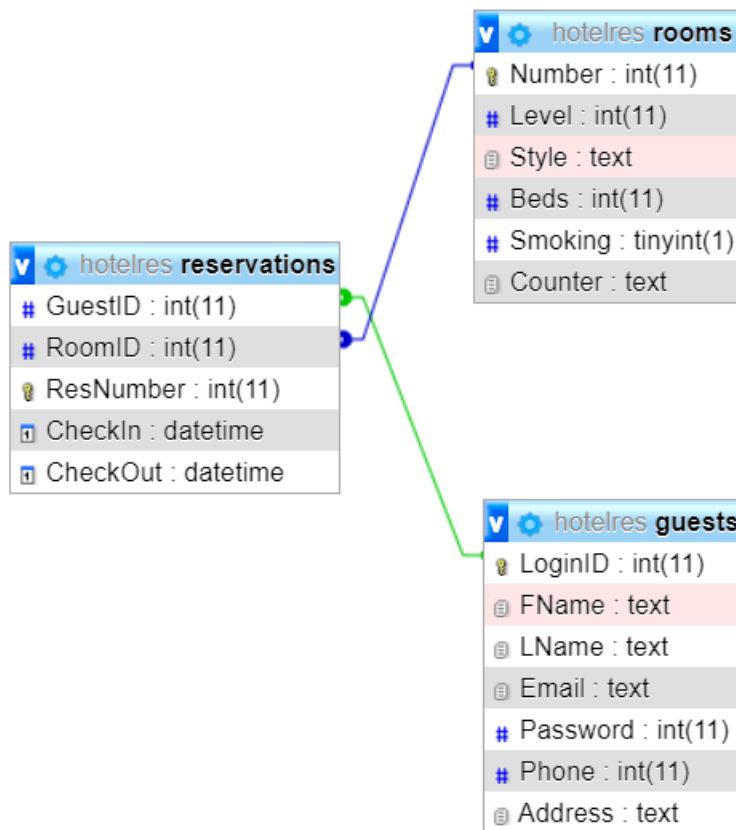 v hotelres rooms
Number : int(11)
# Level : int(11)
Style : text
# Beds : int(11)
# Smoking : tinyint(1)
Counter : text
v hotelres reservations
# GuestID : int(11)
# RoomID : int(11)
ResNumber : int(11)
CheckIn : datetime
CheckOut : datetime
v hotelres guests
LoginID : int(11)
FName : text
LName : text
Email : text
# Password : int(11)
# Phone : int(11)
Address : text